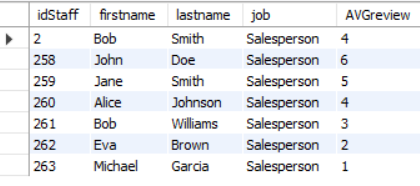 idStaff firstname lastname job AVGreview
2 Bob Smith Salesperson 4
258 John Doe Salesperson 6
259 Jane Smith Salesperson 5
260 Alice Johnson Salesperson 4
261 Bob Williams Salesperson 3
262 Eva Brown Salesperson 2
263 Michael Garcia Salesperson 1